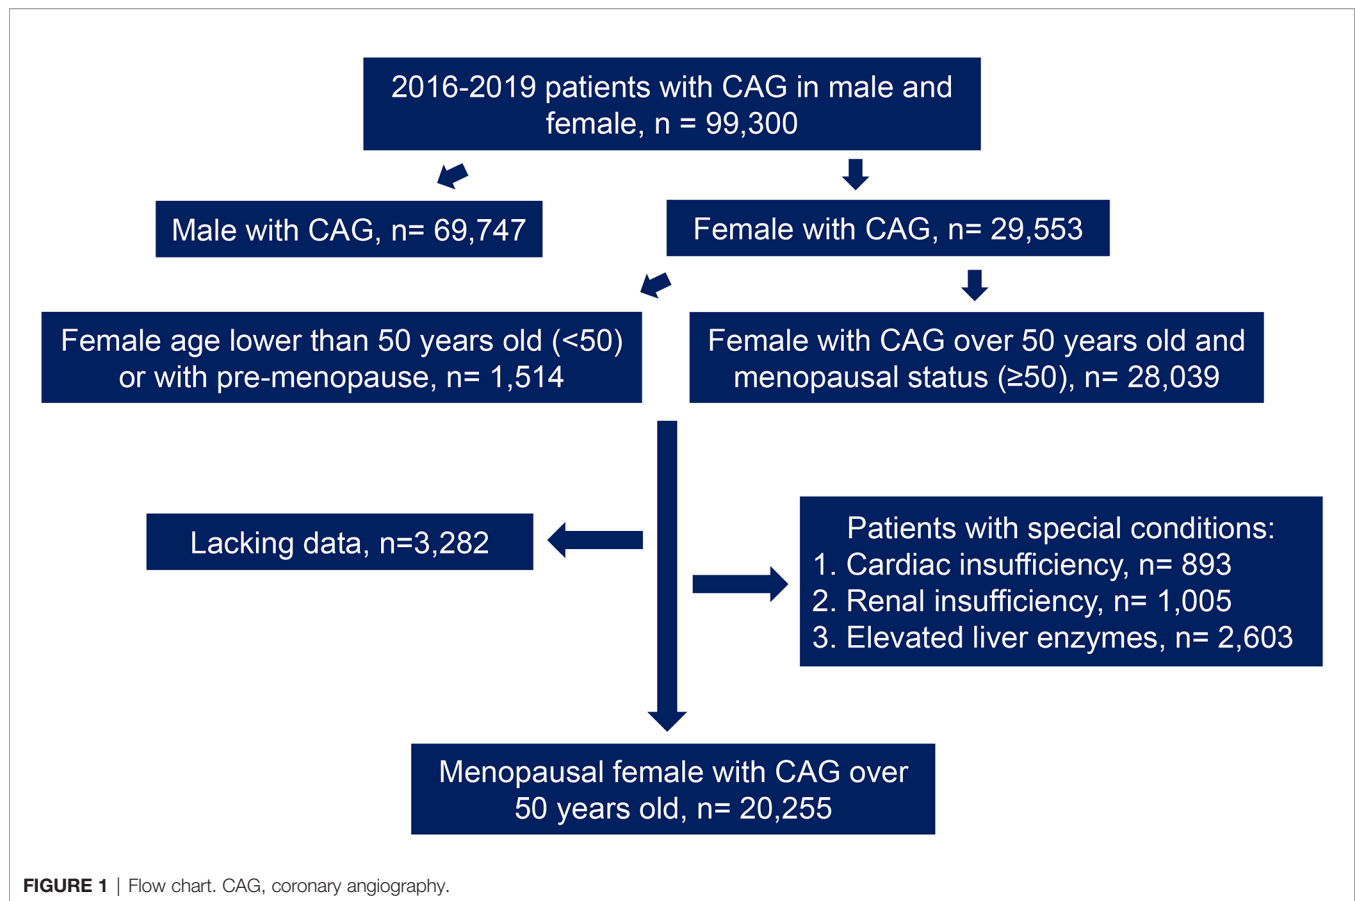 2016-2019 patients with CAG in male and
female, n = 99,300
Male with CAG, n= 69,747
Female with CAG, n= 29,553
Female age lower than 50 years old (<50)
or with pre-menopause, n= 1,514
Female with CAG over 50 years old and
menopausal status (≥50), n= 28,039
Lacking data, n=3,282
Patients with special conditions:
1. Cardiac insufficiency, n= 893
2. Renal insufficiency, n= 1,005
3. Elevated liver enzymes, n= 2,603
Menopausal female with CAG over
50 years old, n= 20,255
FIGURE 1 | Flow chart. CAG, coronary angiography.